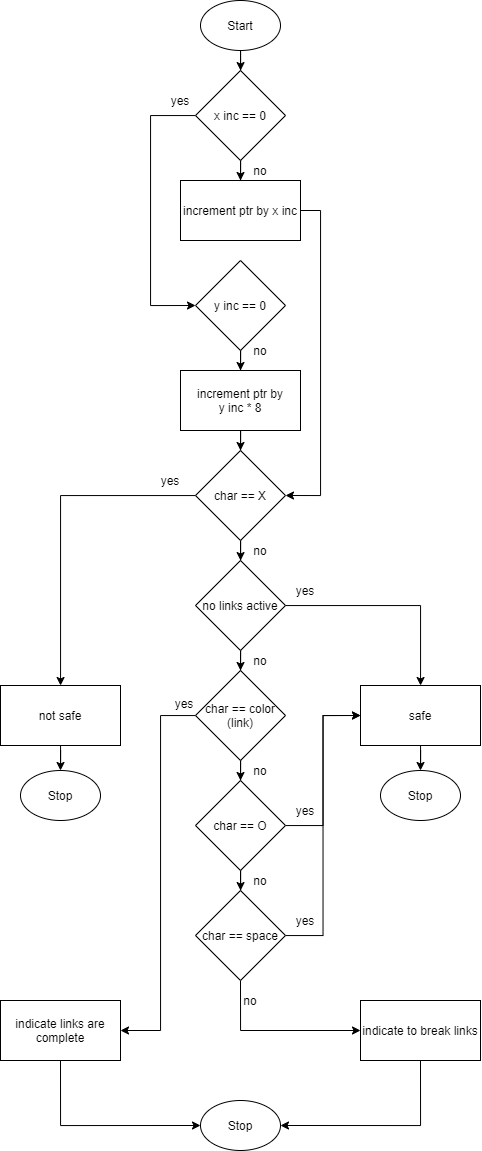 Start
yes
x inc == 0
no
increment ptr by x inc
y inc == 0
no
increment ptr by
y inc * 8
yes
char == X
no
yes
no links active
no
yes
char == color
(link)
not safe
safe
no
Stop
Stop
yes
char == O
no
yes
char == space
no
indicate links are
complete
indicate to break links
Stop